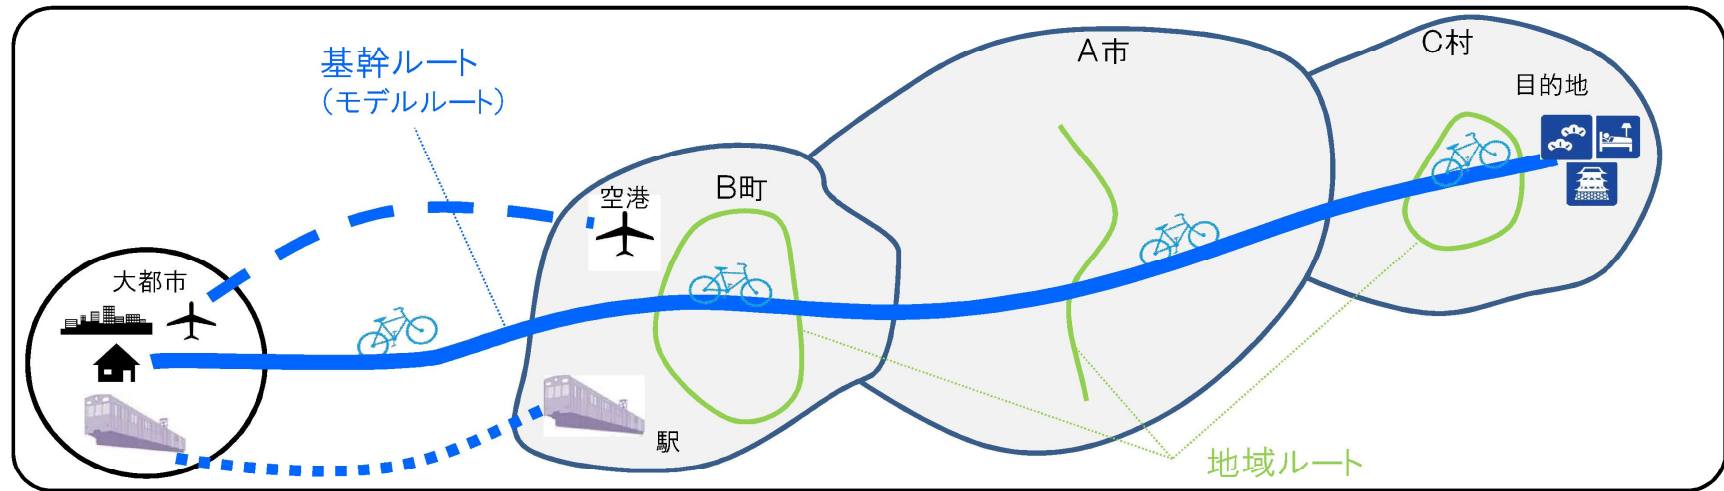 基幹ルート
（モデルルート）
A市
C村
目的地
B町
空港
大都市
駅
地域ルート